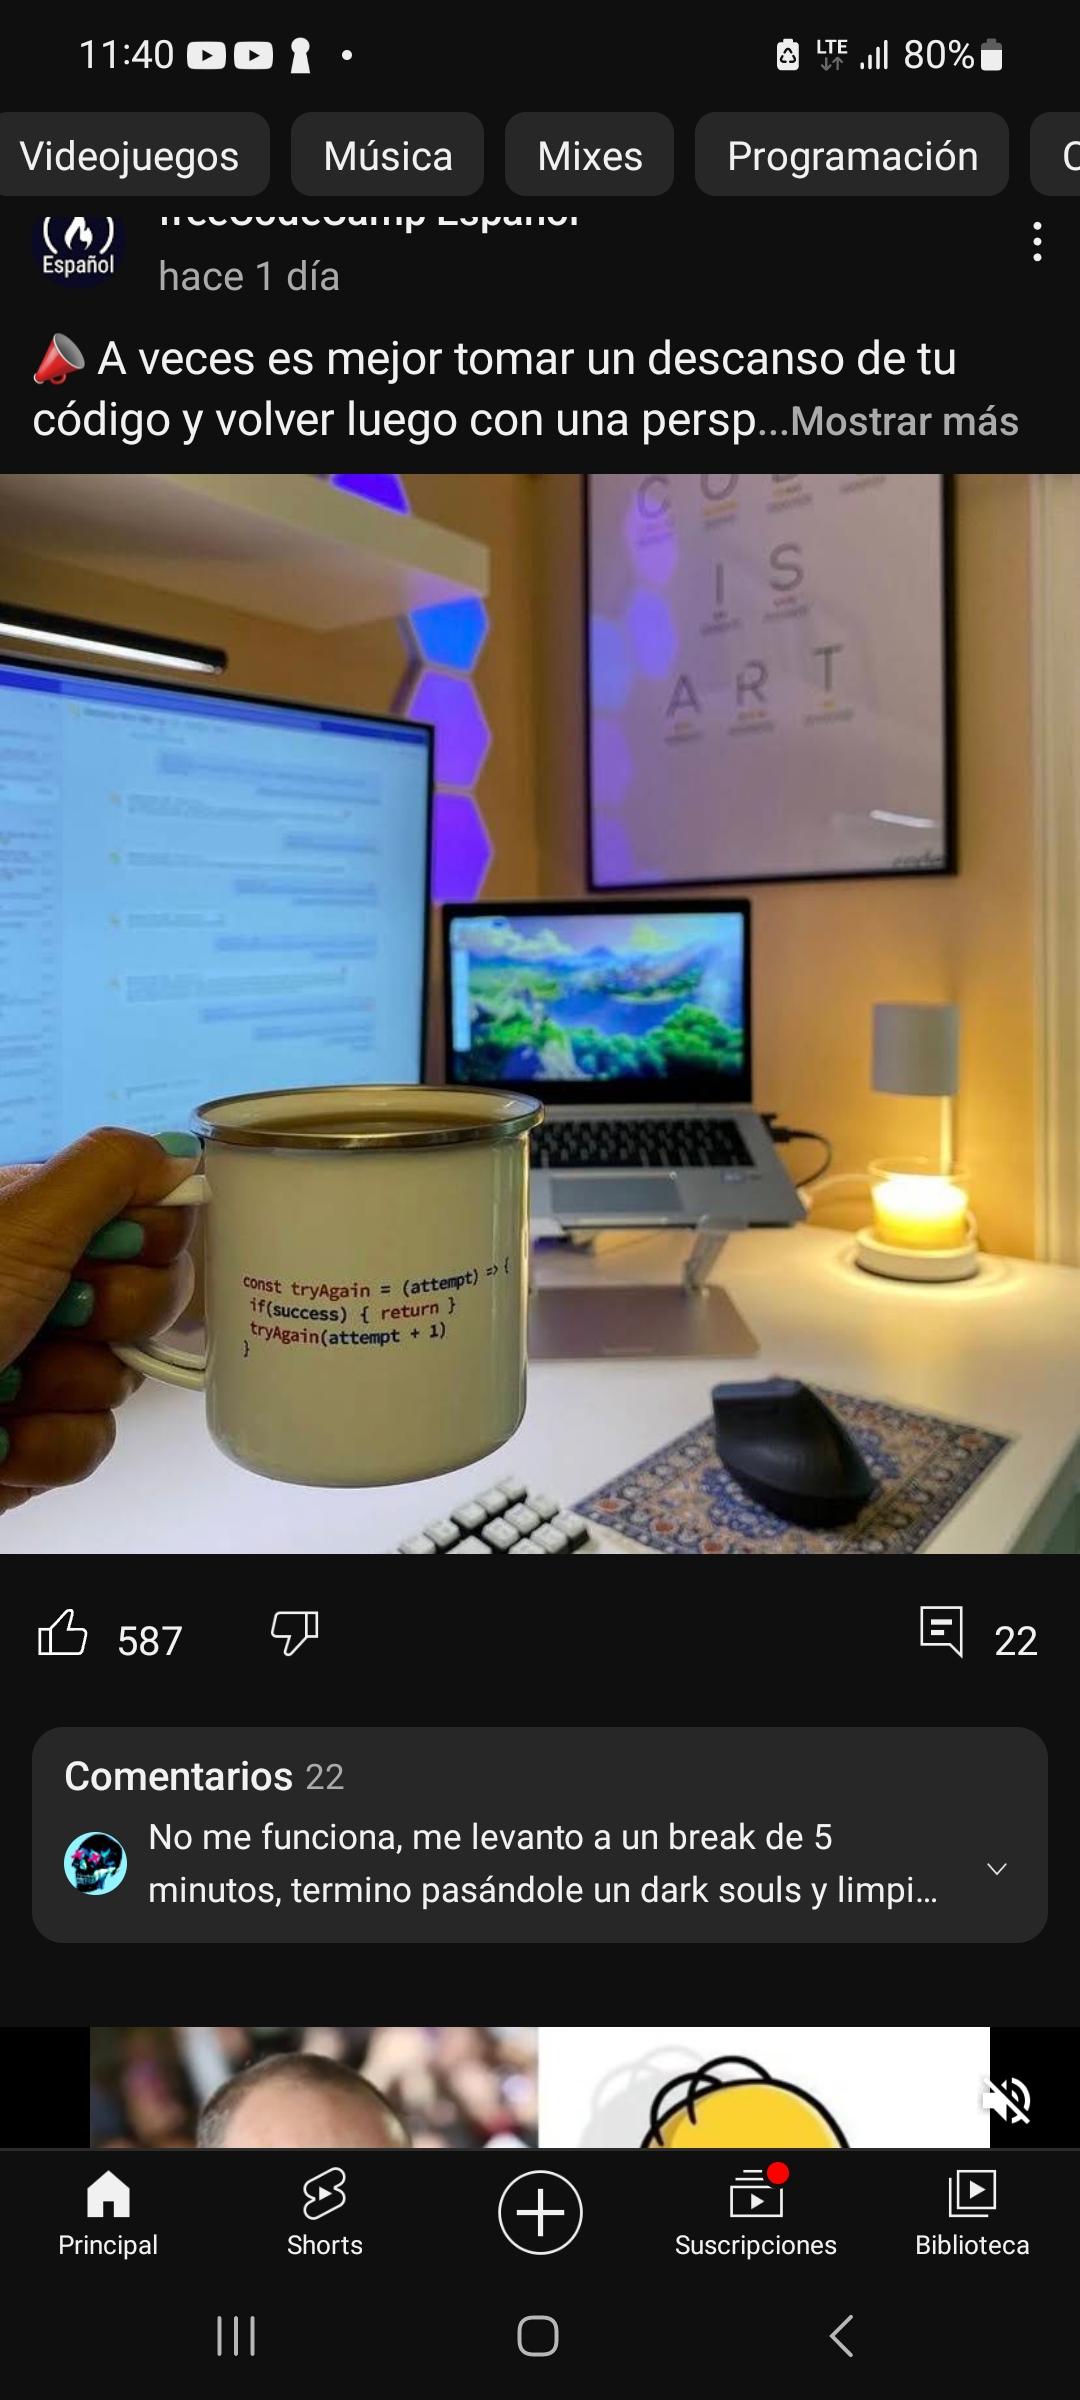 11:40
LTE
80%
Videojuegos
Música
Mixes
Programación
freeCodeCamp Español
Español
hace 1 día
A veces es mejor tomar un descanso de tu
código y volver luego con una persp...Mostrar más
C O D E
I S
A R T
const tryAgain = (attempt) => {
if(success) { return }
tryAgain(attempt + 1)
}
587
22
Comentarios 22
No me funciona, me levanto a un break de 5
minutos, termino pasándole un dark souls y limpi...
Principal
Shorts
Suscripciones
Biblioteca